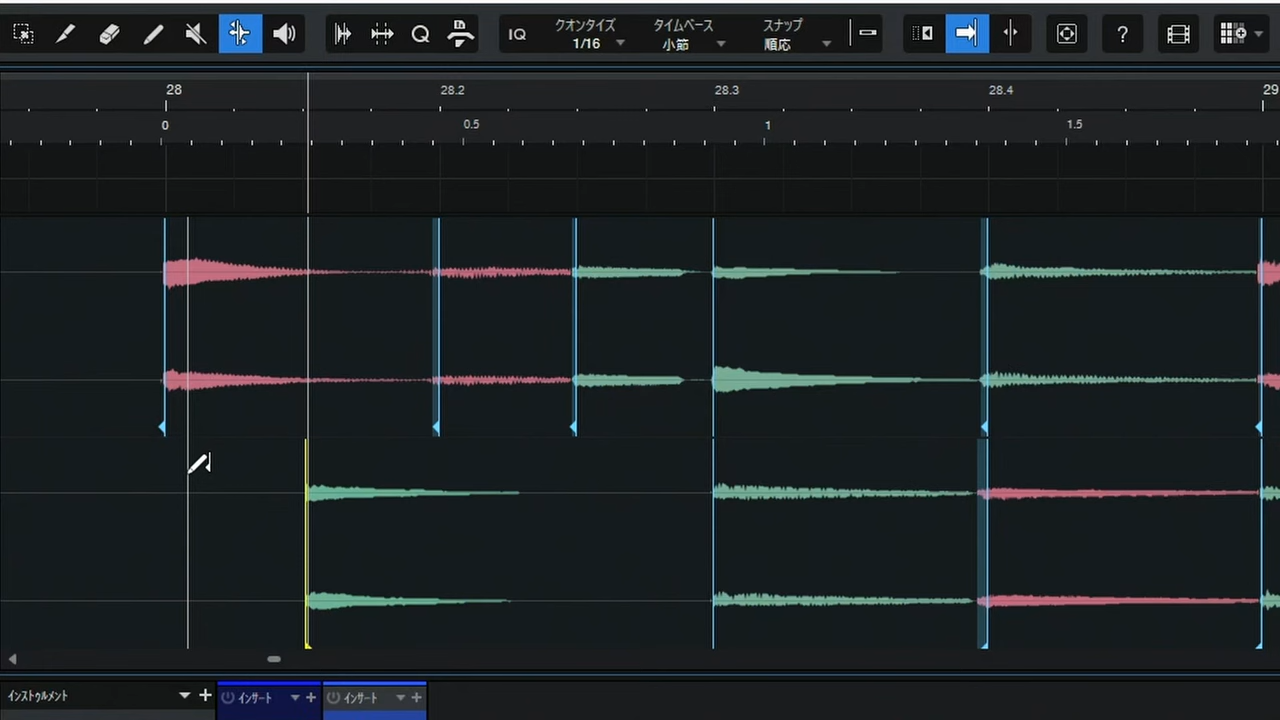 Q IQ クオンタイズ 1/16 タイムベース 小節 スナップ 順応 ?
28 28.2 28.3 28.4 29
0 0.5 1 1.5
インストゥルメント インサート インサート